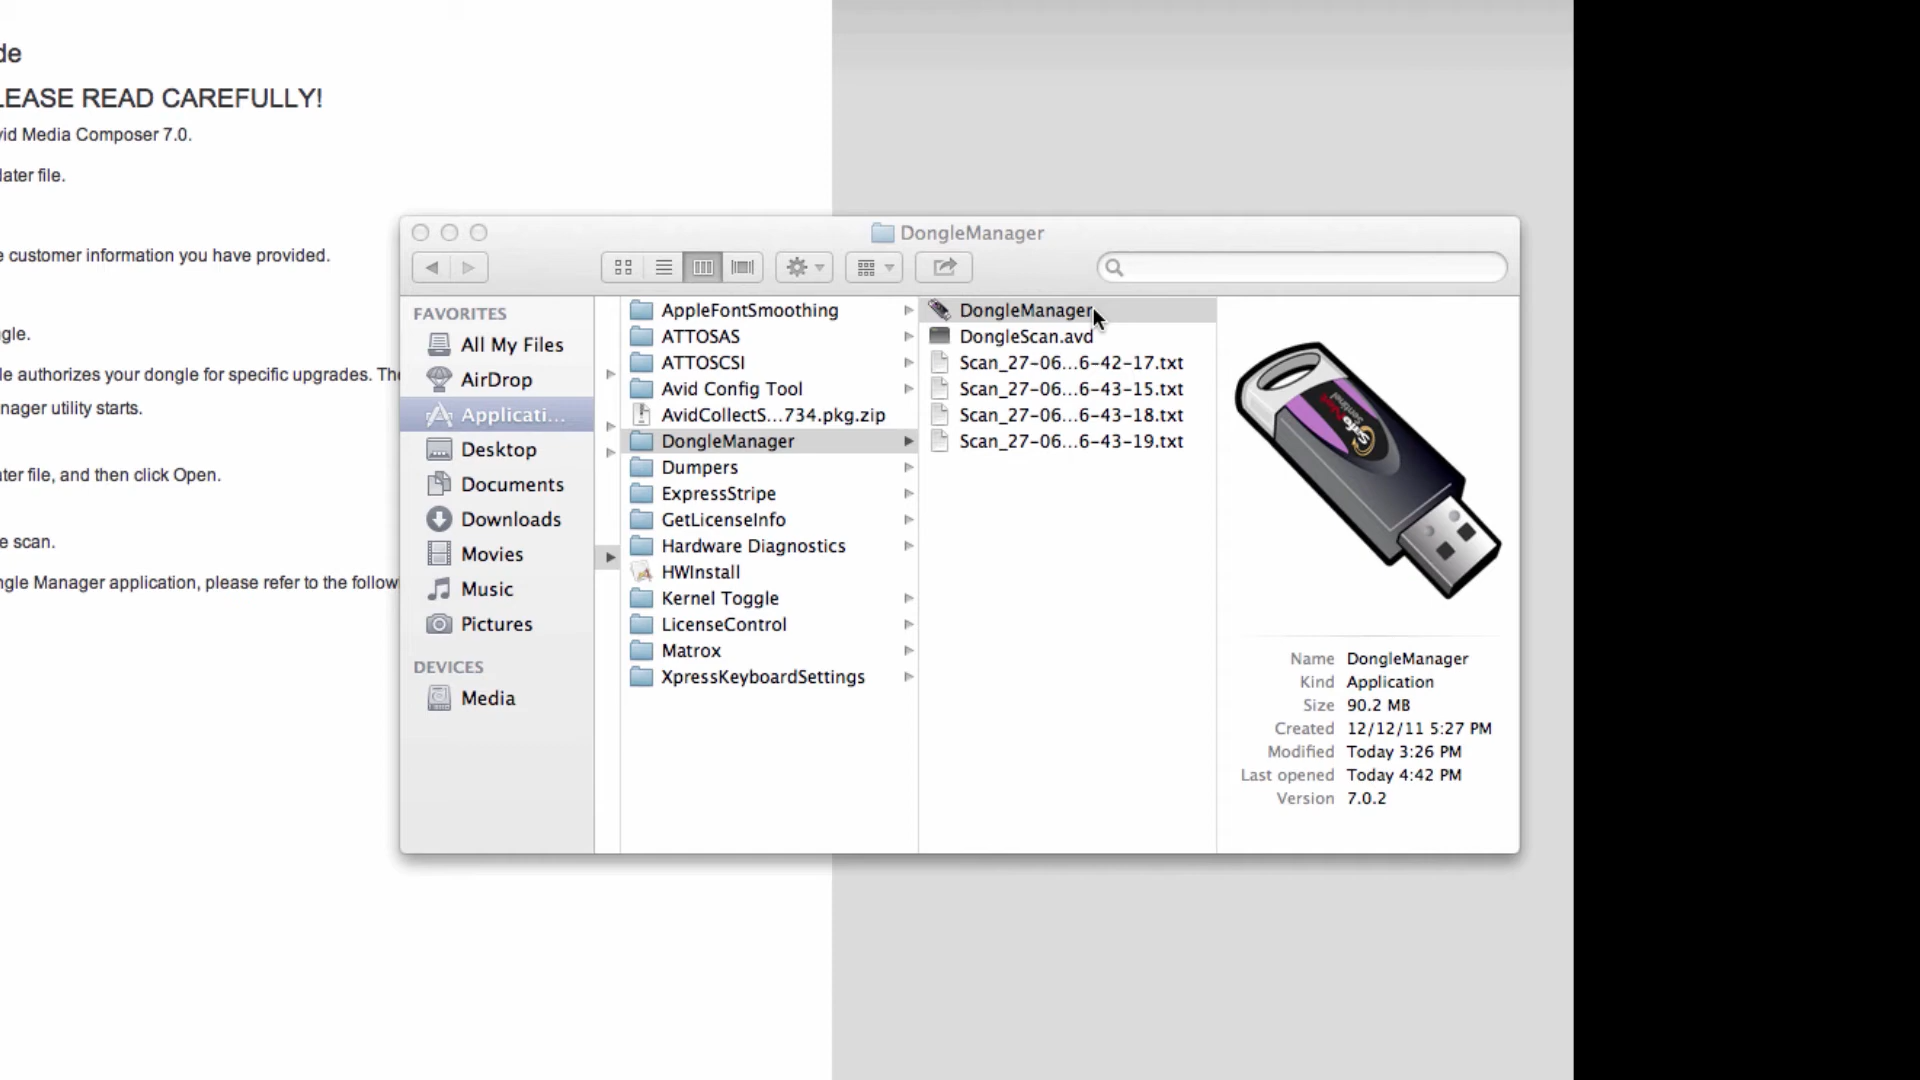 de
LEASE READ CAREFULLY!
vid Media Composer 7.0.
later file.
e customer information you have provided.
gle.
le authorizes your dongle for specific upgrades. The
nager utility starts.
ter file, and then click Open.
e scan.
ngle Manager application, please refer to the follow
DongleManager
FAVORITES
All My Files
AirDrop
Applicati...
Desktop
Documents
Downloads
Movies
Music
Pictures
DEVICES
Media
AppleFontSmoothing
ATTOSAS
ATTOSCSI
Avid Config Tool
AvidCollectS...734.pkg.zip
DongleManager
Dumpers
ExpressStripe
GetLicenseInfo
Hardware Diagnostics
HWInstall
Kernel Toggle
LicenseControl
Matrox
XpressKeyboardSettings
DongleManager
DongleScan.avd
Scan_27-06...6-42-17.txt
Scan_27-06...6-43-15.txt
Scan_27-06...6-43-18.txt
Scan_27-06...6-43-19.txt
SafeNet
Sentinel
Name DongleManager
Kind Application
Size 90.2 MB
Created 12/12/11 5:27 PM
Modified Today 3:26 PM
Last opened Today 4:42 PM
Version 7.0.2